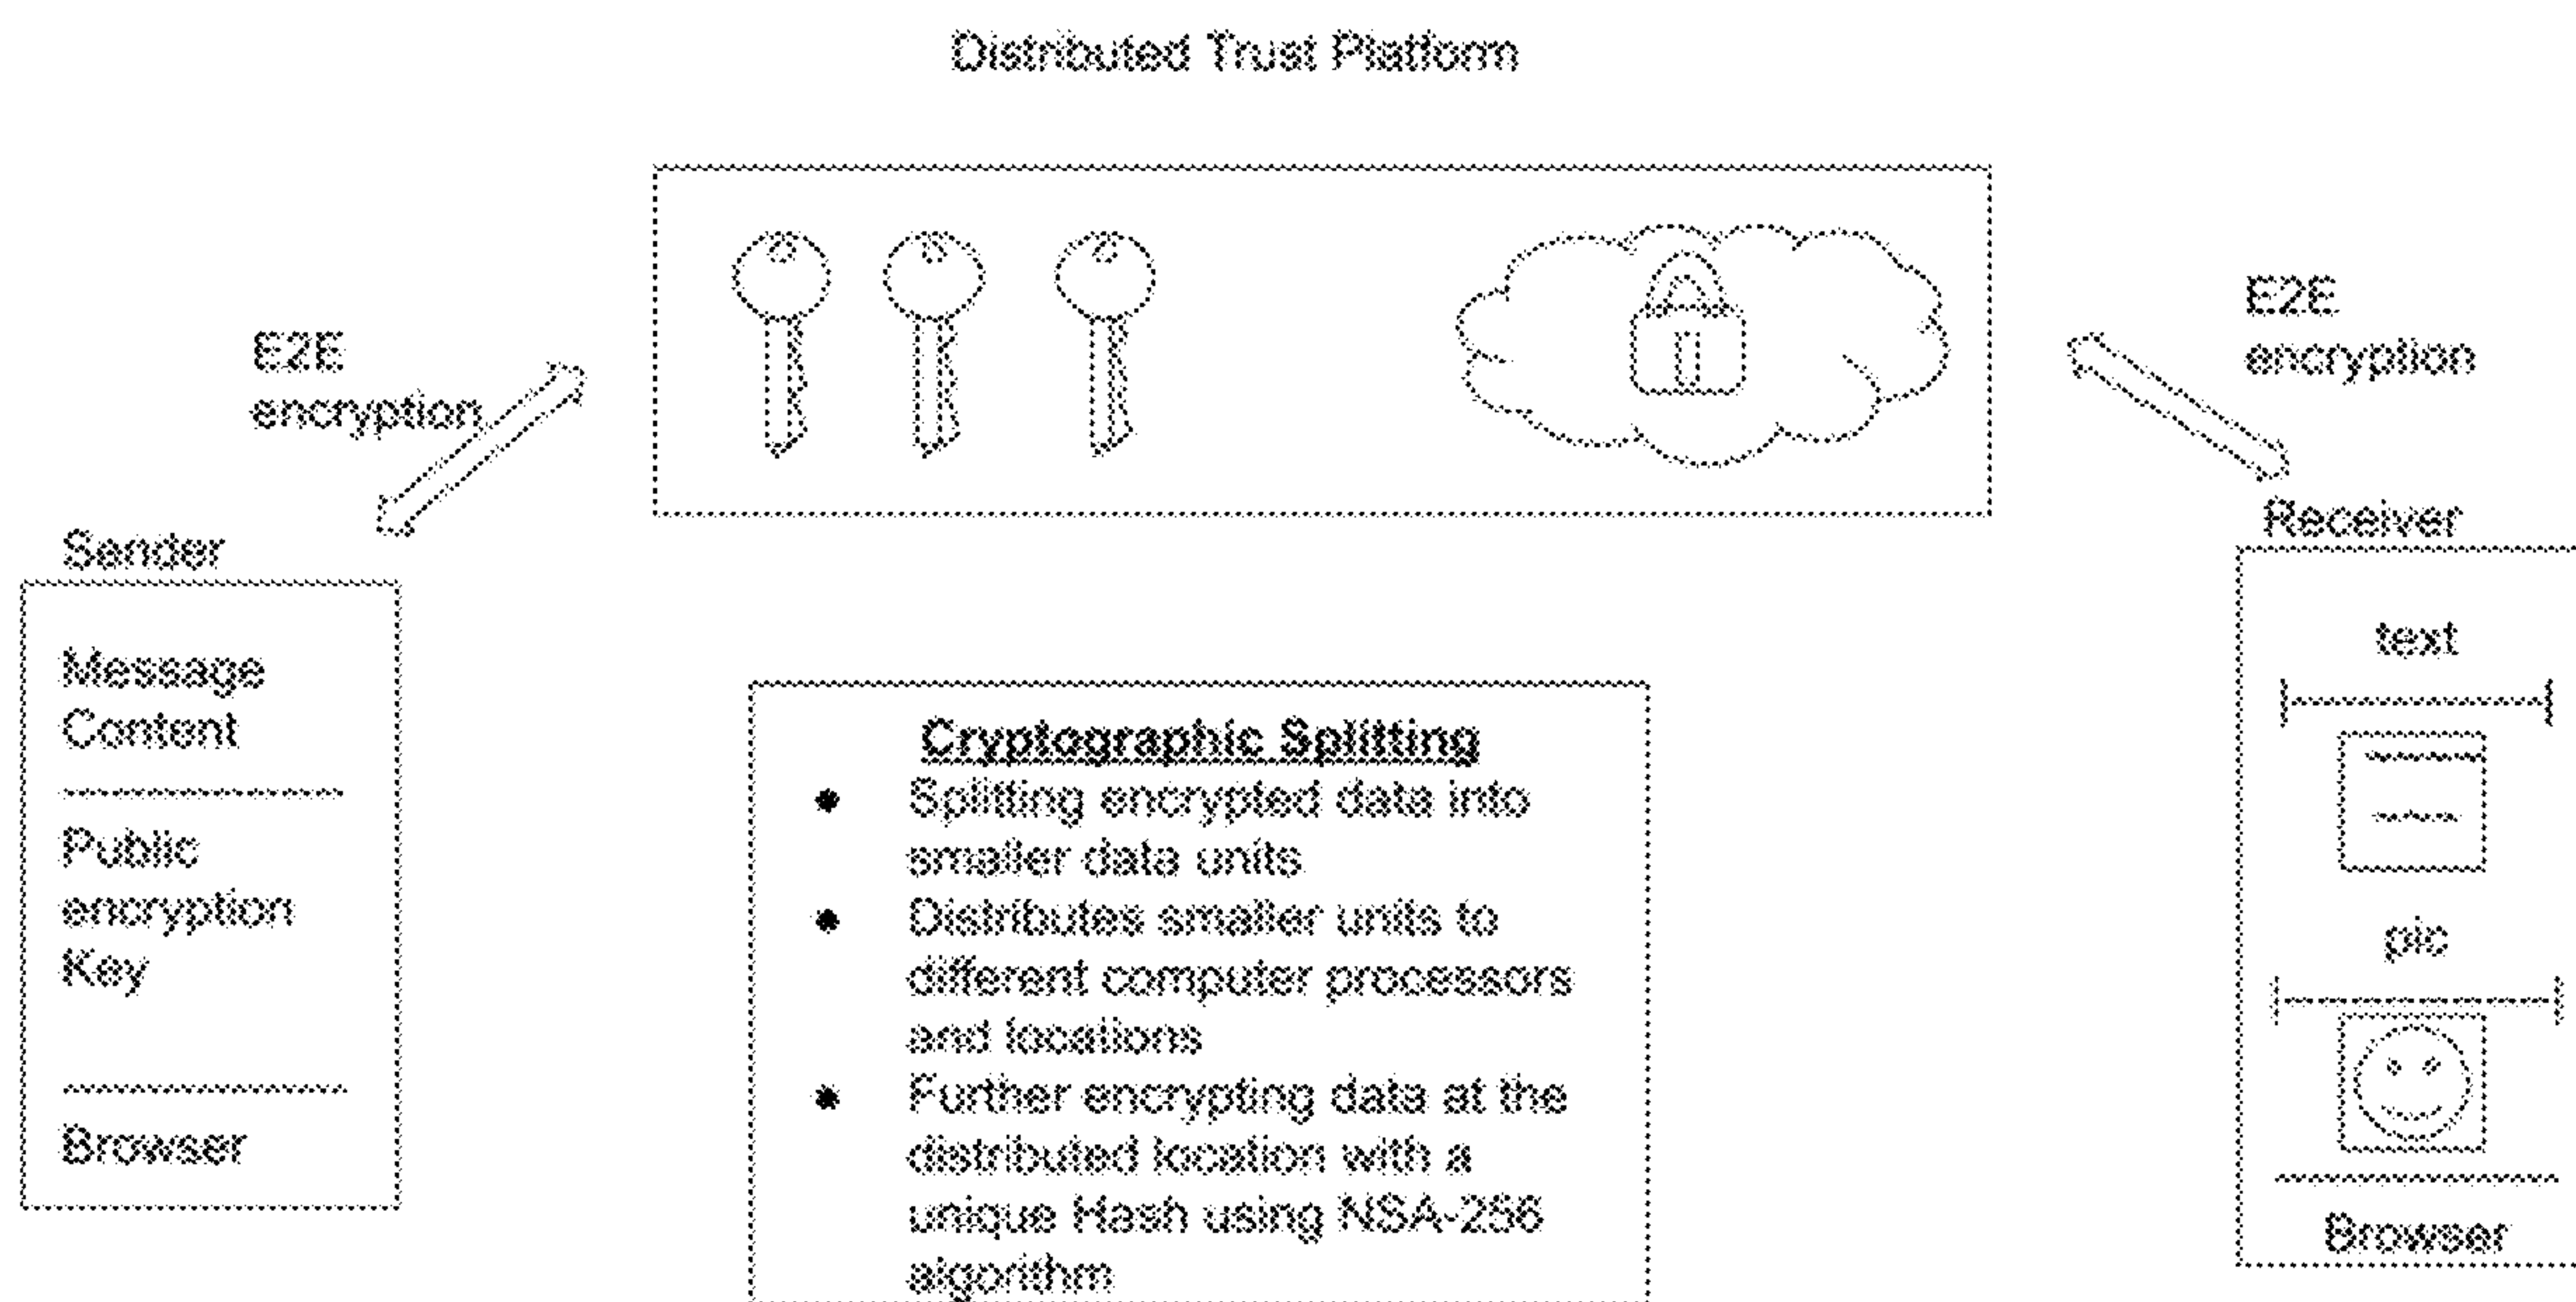 Distributed Trust Platform
E2E
encryption
E2E
encryption
Sender
Message
Content
Public
encryption
Key
Browser
Cryptographic Splitting
Splitting encrypted data into
smaller data units
Distributes smaller units to
different computer processors
and locations
Further encrypting data at the
distributed location with a
unique Hash using NSA-256
algorithm
Receiver
text
pic
Browser